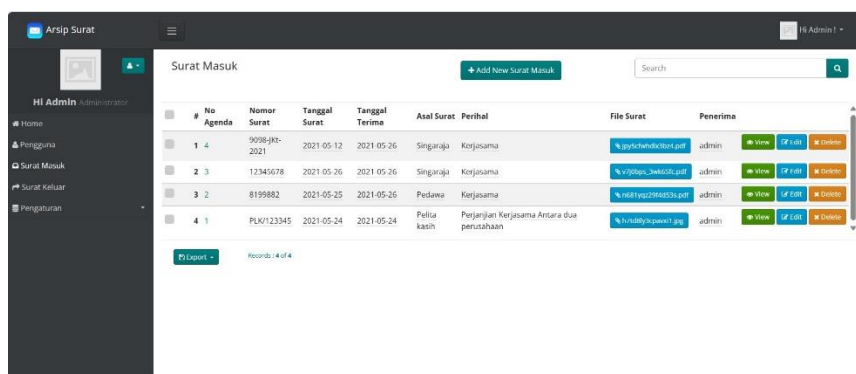 Arsip Surat
Hi Admin !
Hi Admin Administrator
Home
Pengguna
Surat Masuk
Surat Keluar
Pengaturan
Surat Masuk
+ Add New Surat Masuk
Search
# No Agenda Nomor Surat Tanggal Surat Tanggal Terima Asal Surat Perihal File Surat Penerima
1 4 9098-JKt-2021 2021-05-12 2021-05-26 Singaraja Kerjasama admin View Edit Delete
2 3 12345678 2021-05-26 2021-05-26 Singaraja Kerjasama admin View Edit Delete
3 2 8199882 2021-05-25 2021-05-26 Pedawa Kerjasama n681yqz29f4d53s.pdf admin View Edit Delete
4 1 PLK/123345 2021-05-24 2021-05-24 Pelita kasih Perjanjian Kerjasama Antara dua perusahaan admin View Edit Delete
Export
Records : 4 of 4